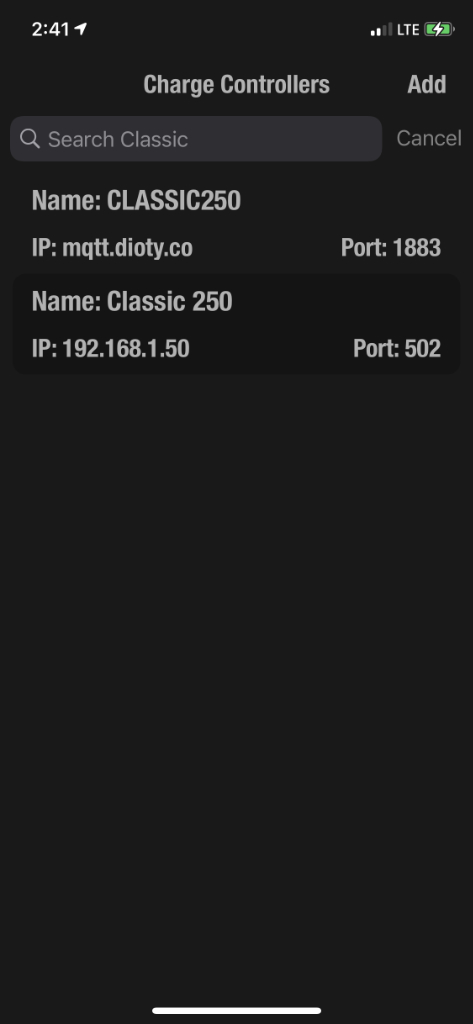 2:41 LTE
Charge Controllers Add
Search Classic Cancel
Name: CLASSIC250
IP: mqtt.dioty.co Port: 1883
Name: Classic 250
IP: 192.168.1.50 Port: 502